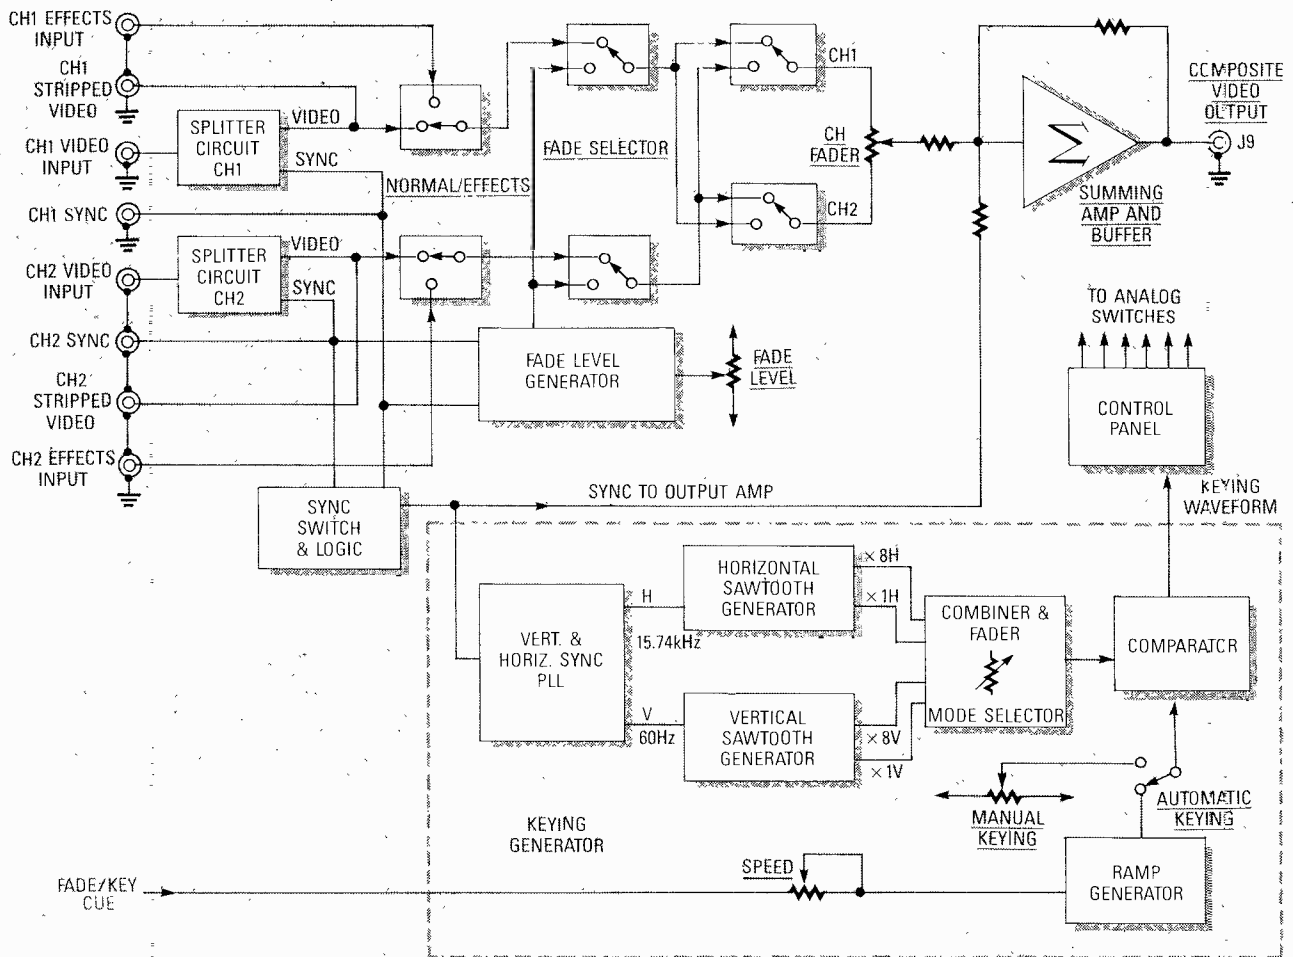 CH1 EFFECTS
INPUT
CH1
STRIPPED
VIDEO
CH1 VIDEO
INPUT
CH1 SYNC
CH2 VIDEO
INPUT
CH2 SYNC
CH2
STRIPPED
VIDEO
CH2 EFFECTS
INPUT
SPLITTER
CIRCUIT
CH1
VIDEO
SYNC
SPLITTER
CIRCUIT
CH2
VIDEO
SYNC
NORMAL/EFFECTS
FADE SELECTOR
CH1
CH
FADER
CH2
Σ
SUMMING
AMP AND
BUFFER
COMPOSITE
VIDEO
OUTPUT
J9
FADE LEVEL
GENERATOR
FADE
LEVEL
TO ANALOG
SWITCHES
CONTROL
PANEL
KEYING
WAVEFORM
SYNC
SWITCH
& LOGIC
SYNC TO OUTPUT AMP
VERT. &
HORIZ. SYNC
PLL
H
15.74kHz
V
60Hz
HORIZONTAL
SAWTOOTH
GENERATOR
×8H
×1H
VERTICAL
SAWTOOTH
GENERATOR
×8V
×1V
COMBINER &
FADER
MODE SELECTOR
COMPARATOR
MANUAL
KEYING
AUTOMATIC
KEYING
KEYING
GENERATOR
SPEED
RAMP
GENERATOR
FADE/KEY
CUE